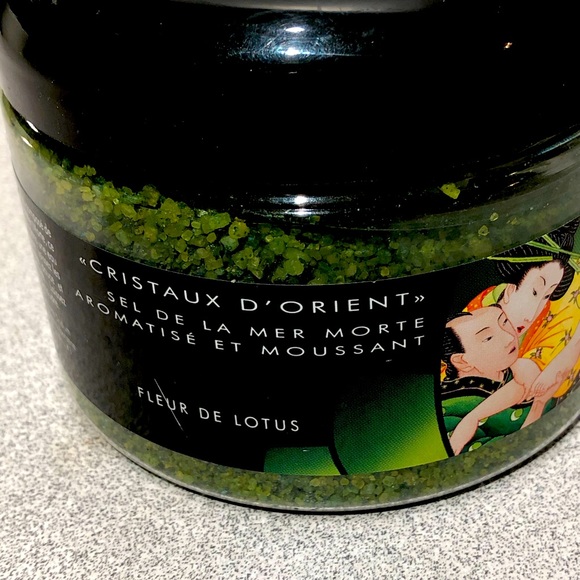 «CRISTAUX D'ORIENT»
SEL DE LA MER MORTE
AROMATISÉ ET MOUSSANT
FLEUR DE LOTUS